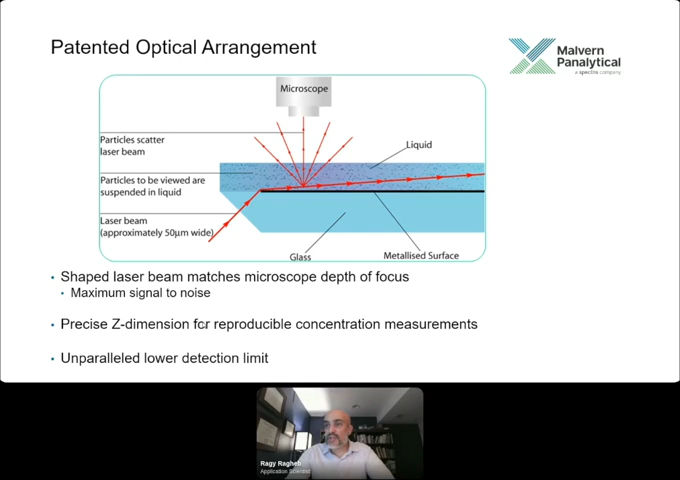 Patented Optical Arrangement
Malvern
Panalytical
a spectris company
Microscope
Particles scatter
laser beam
Liquid
Particles to be viewed are
suspended in liquid
Laser beam
(approximately 50µm wide)
Glass
Metallised Surface
• Shaped laser beam matches microscope depth of focus
• Maximum signal to noise
• Precise Z-dimension for reproducible concentration measurements
• Unparalleled lower detection limit
Ragy Ragheb
Application Scientist